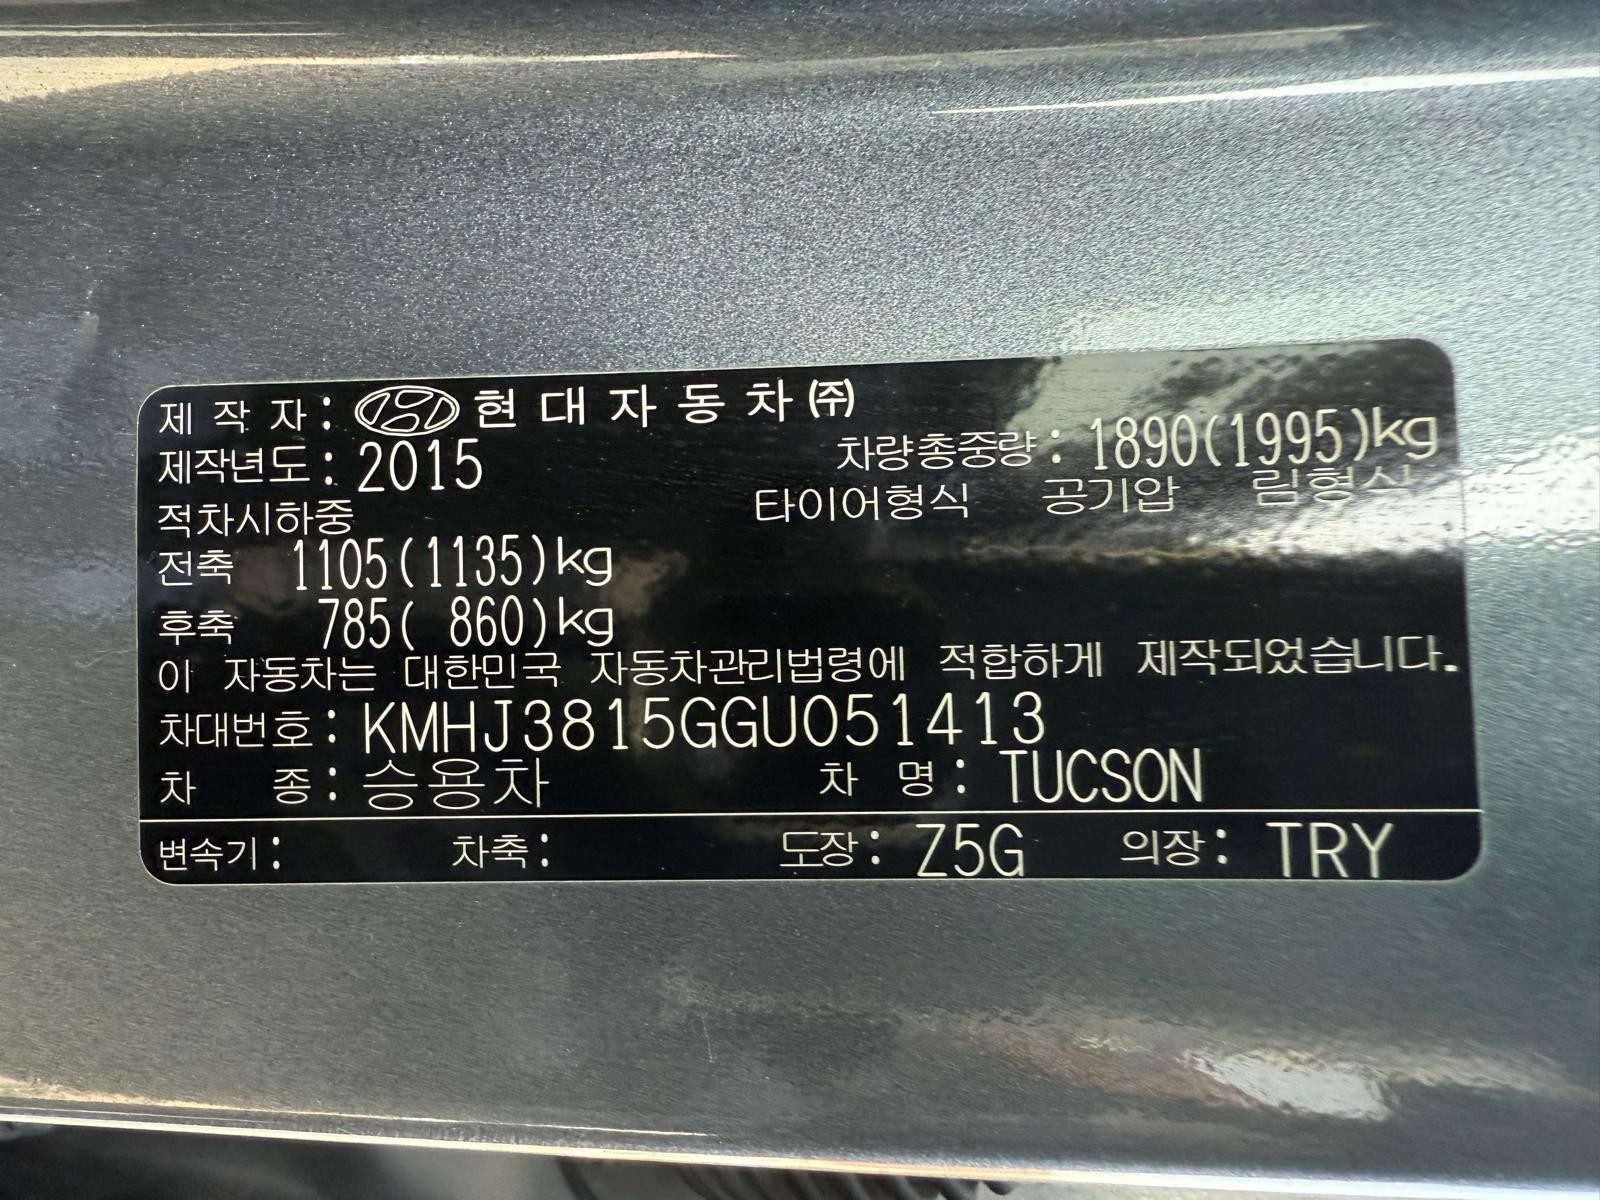 제 작 자 : 현 대 자 동 차 ㈜
제작년도 : 2015
차량총중량 : 1890(1995)kg
적차시하중
타이어형식 공기압 림형식
전축 1105(1135)kg
후축 785( 860)kg
이 자동차는 대한민국 자동차관리법령에 적합하게 제작되었습니다.
차대번호 : KMHJ3815GGU051413
차 종 : 승용차 차 명 : TUCSON
변속기 : 차축 : 도장 : Z5G 의장 : TRY